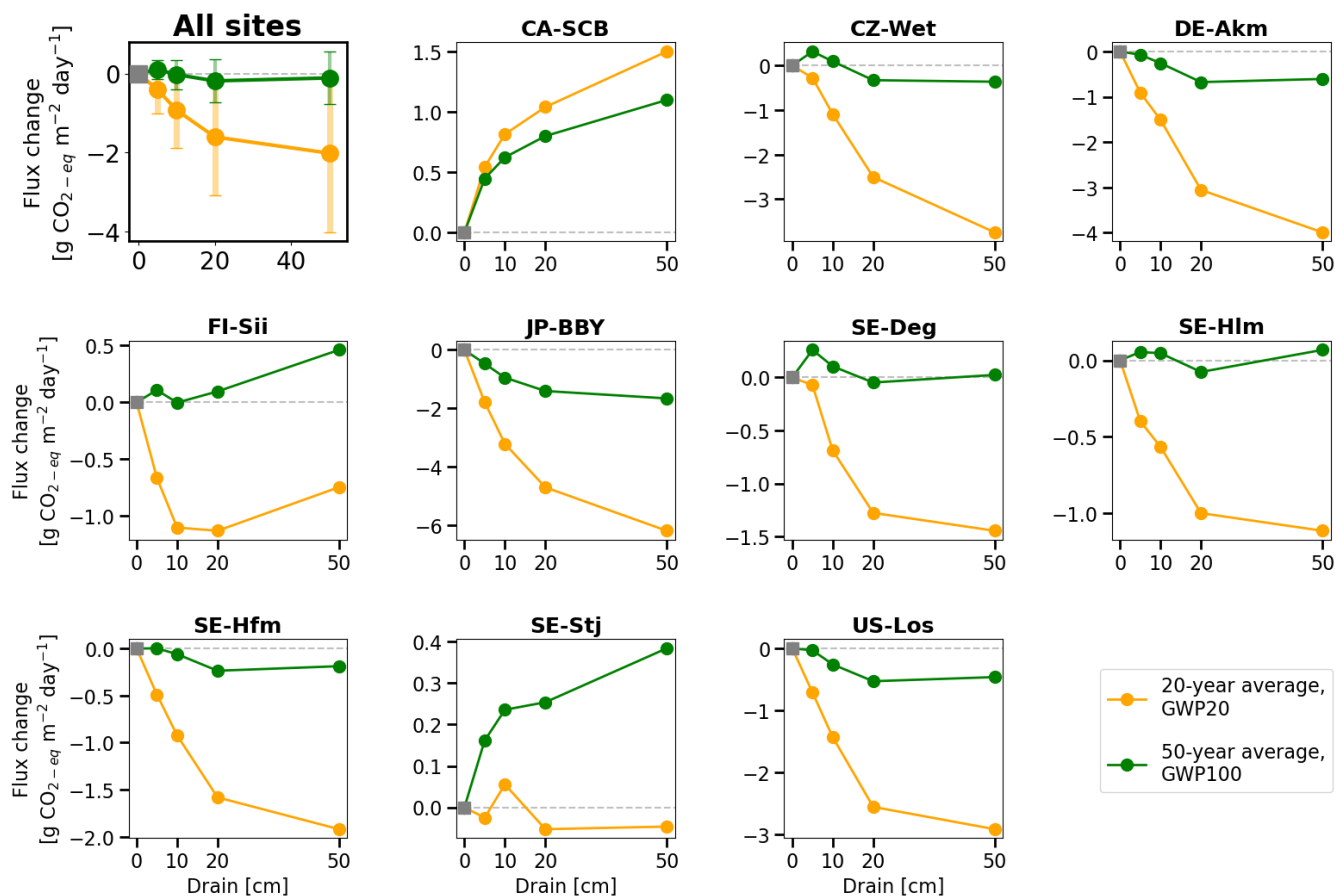 All sites
CA-SCB
CZ-Wet
DE-Akm
Flux change
[g CO₂₋eq m⁻² day⁻¹]
0
−2
−4
0 20 40
1.5
1.0
0.5
0.0
0 10 20 50
0
−1
−2
−3
0 10 20 50
0
−1
−2
−3
−4
0 10 20 50
FI-Sii
JP-BBY
SE-Deg
SE-Hlm
Flux change
[g CO₂₋eq m⁻² day⁻¹]
0.5
0.0
−0.5
−1.0
0 10 20 50
0
−2
−4
−6
0 10 20 50
0.0
−0.5
−1.0
−1.5
0 10 20 50
0.0
−0.5
−1.0
0 10 20 50
SE-Hfm
SE-Stj
US-Los
Flux change
[g CO₂₋eq m⁻² day⁻¹]
0.0
−0.5
−1.0
−1.5
−2.0
0 10 20 50
Drain [cm]
0.4
0.3
0.2
0.1
0.0
0 10 20 50
Drain [cm]
0
−1
−2
−3
0 10 20 50
Drain [cm]
20-year average,
GWP20
50-year average,
GWP100